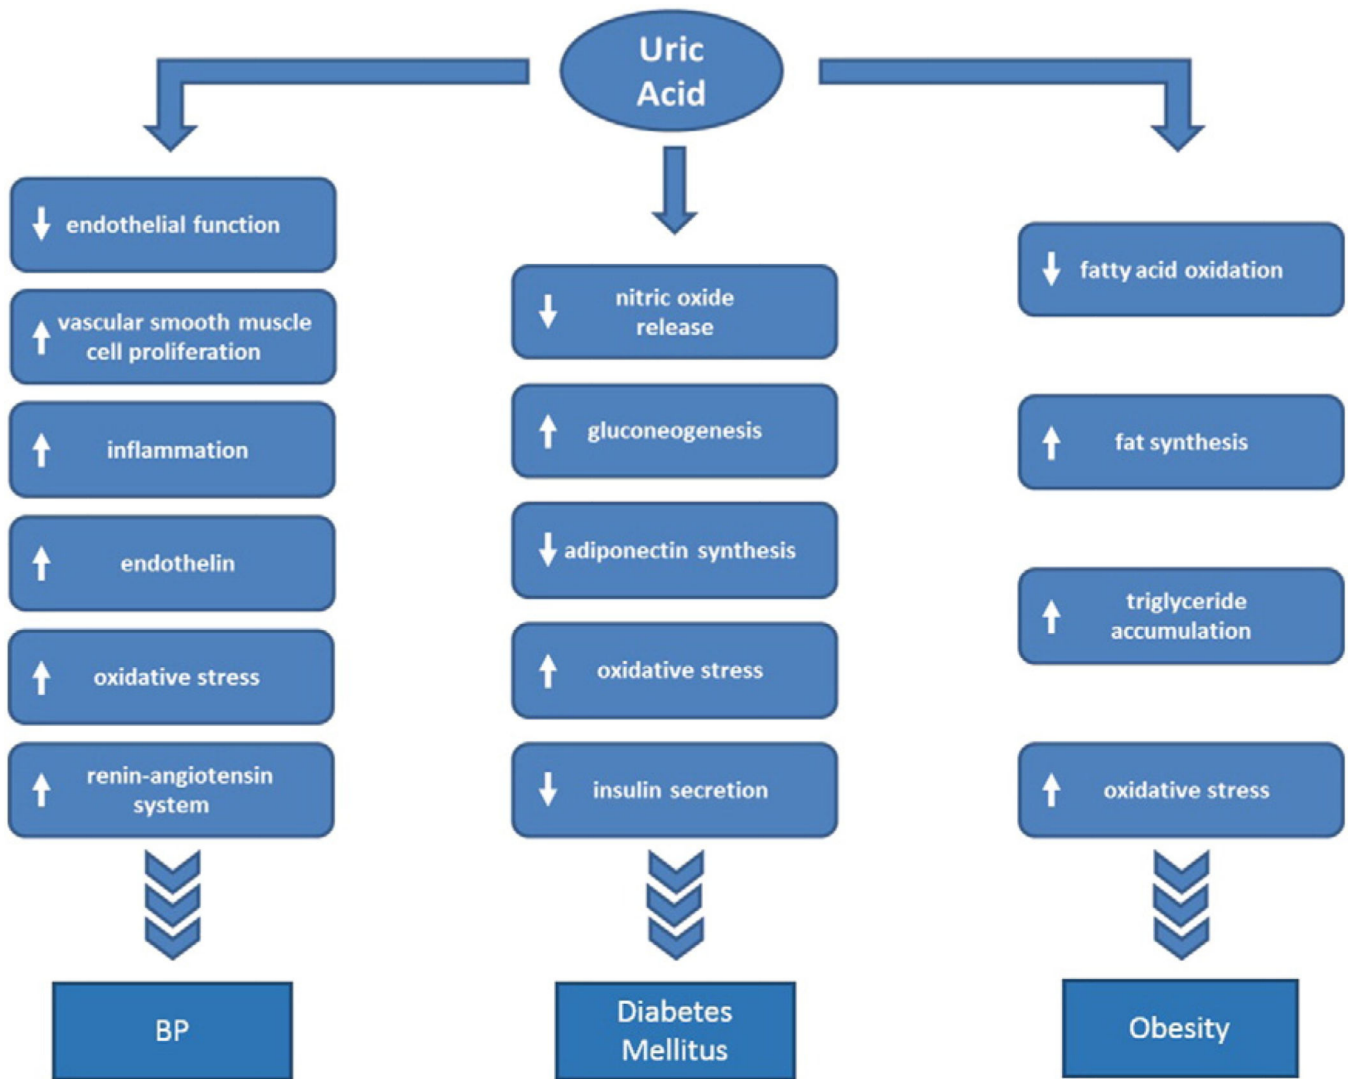 Uric
Acid
endothelial function
vascular smooth muscle
cell proliferation
inflammation
endothelin
oxidative stress
renin-angiotensin
system
BP
nitric oxide
release
gluconeogenesis
adiponectin synthesis
oxidative stress
insulin secretion
Diabetes
Mellitus
fatty acid oxidation
fat synthesis
triglyceride
accumulation
oxidative stress
Obesity